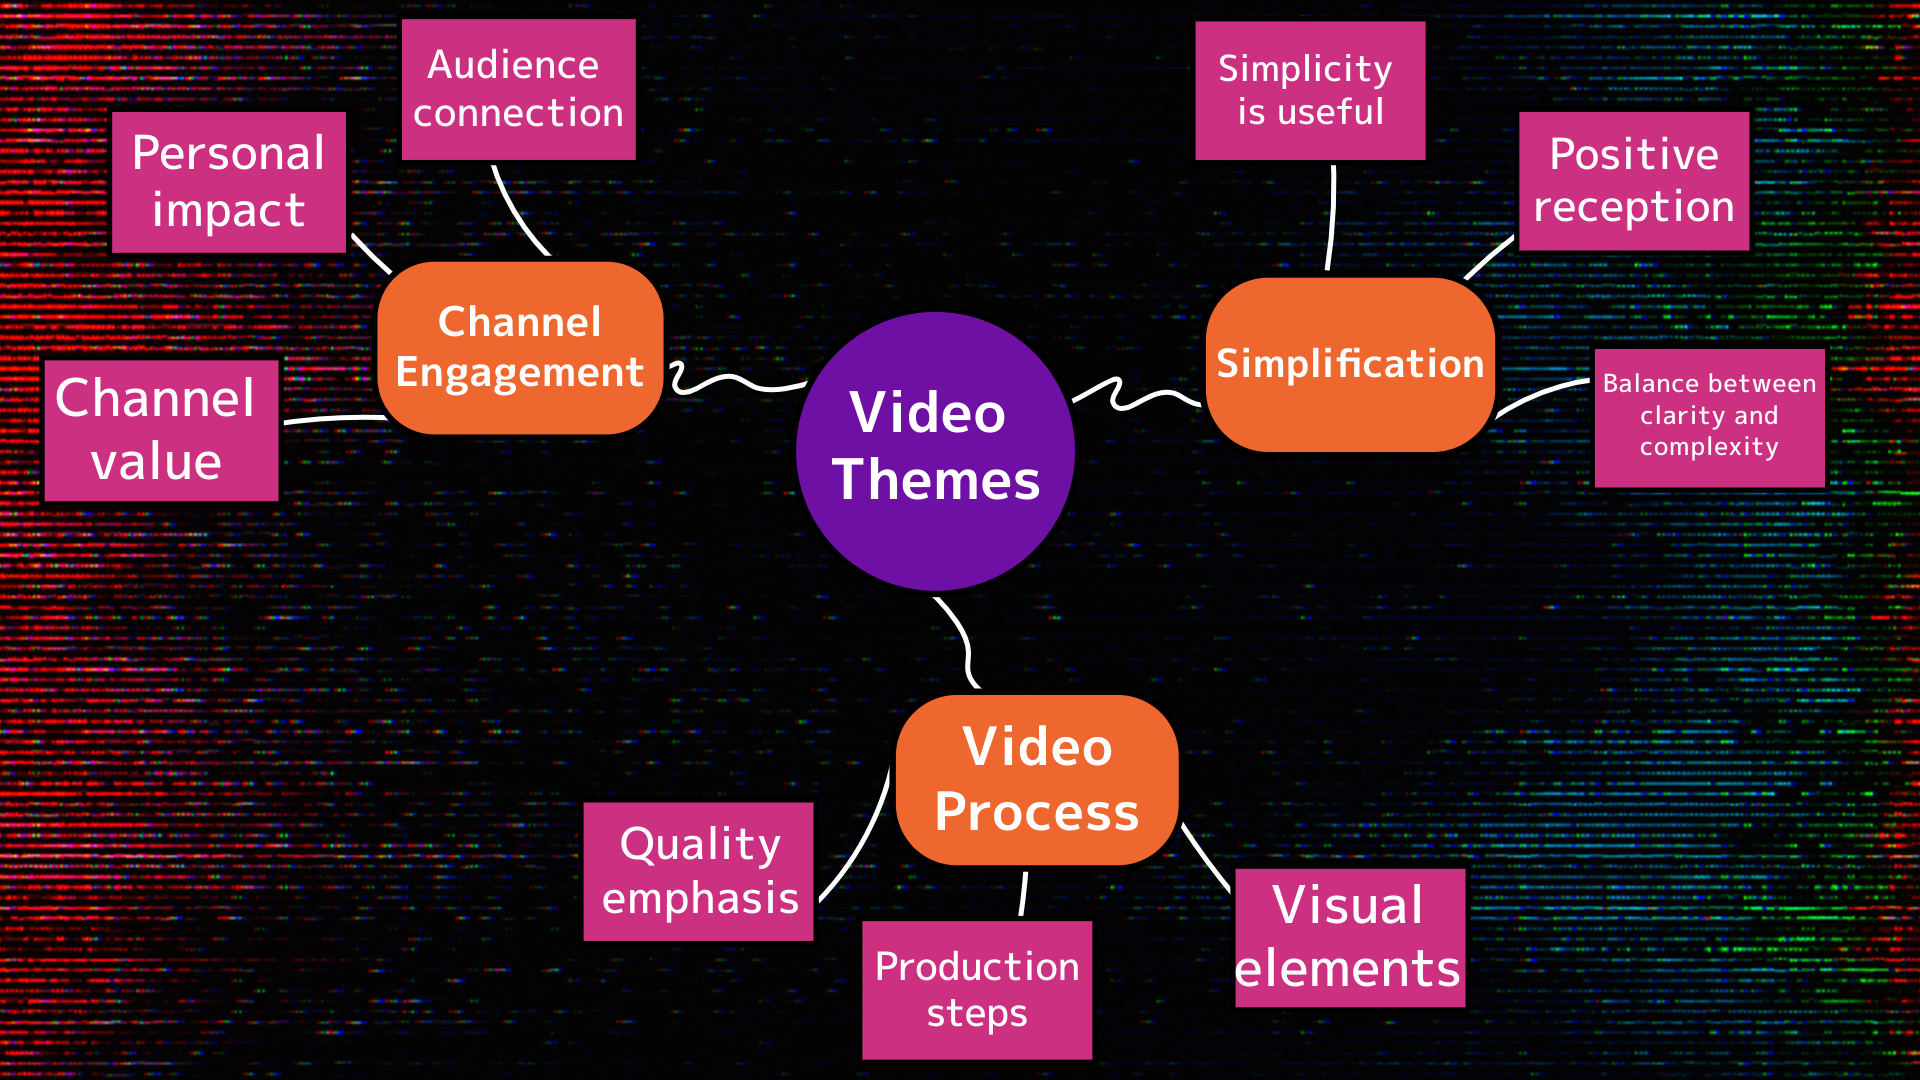 Audience
connection
Personal
impact
Channel
value
Channel
Engagement
Video
Themes
Simplicity
is useful
Positive
reception
Simplification
Balance between
clarity and
complexity
Video
Process
Quality
emphasis
Production
steps
Visual
elements